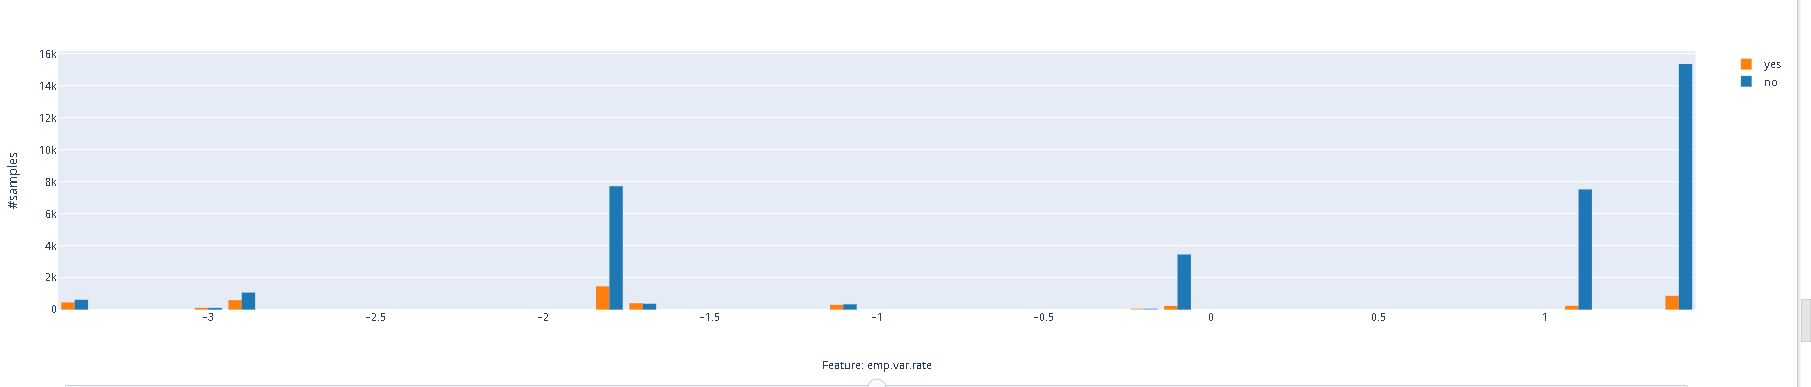 16k
14k
12k
10k
8k
6k
4k
2k
0
#samples
−3
−2.5
−2
−1.5
−1
−0.5
0
0.5
1
Feature: emp.var.rate
yes
no